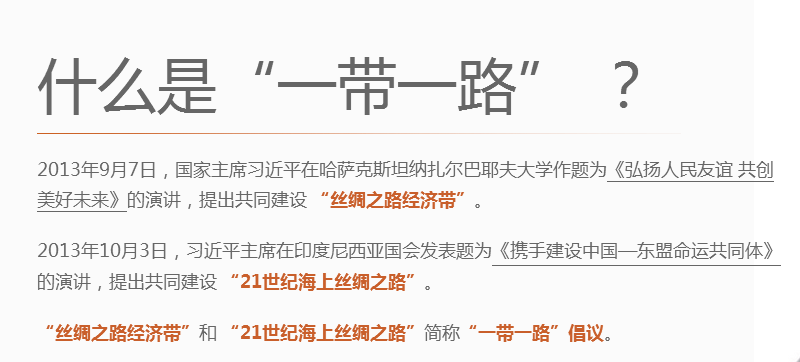 什么是“一带一路” ？
2013年9月7日，国家主席习近平在哈萨克斯坦纳扎尔巴耶夫大学作题为《弘扬人民友谊 共创
美好未来》的演讲，提出共同建设 “丝绸之路经济带”。
2013年10月3日，习近平主席在印度尼西亚国会发表题为《携手建设中国—东盟命运共同体》
的演讲，提出共同建设 “21世纪海上丝绸之路”。
“丝绸之路经济带”和 “21世纪海上丝绸之路”简称“一带一路”倡议。